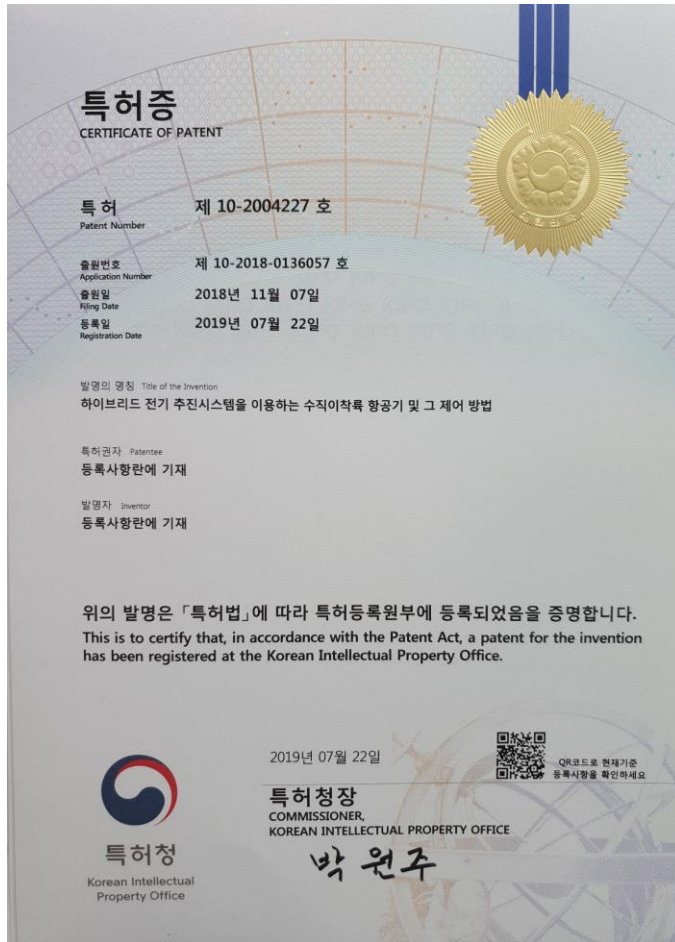 특허증
CERTIFICATE OF PATENT
특 허
Patent Number
제 10-2004227 호
출원번호
Application Number
제 10-2018-0136057 호
출원일
Filing Date
2018년 11월 07일
등록일
Registration Date
2019년 07월 22일
발명의 명칭 Title of the Invention
하이브리드 전기 추진시스템을 이용하는 수직이착륙 항공기 및 그 제어 방법
특허권자 Patentee
등록사항란에 기재
발명자 Inventor
등록사항란에 기재
위의 발명은 「특허법」에 따라 특허등록원부에 등록되었음을 증명합니다.
This is to certify that, in accordance with the Patent Act, a patent for the invention
has been registered at the Korean Intellectual Property Office.
2019년 07월 22일
QR코드로 현재기준
등록사항을 확인하세요
특허청장
COMMISSIONER,
KOREAN INTELLECTUAL PROPERTY OFFICE
박원주
특허청
Korean Intellectual
Property Office